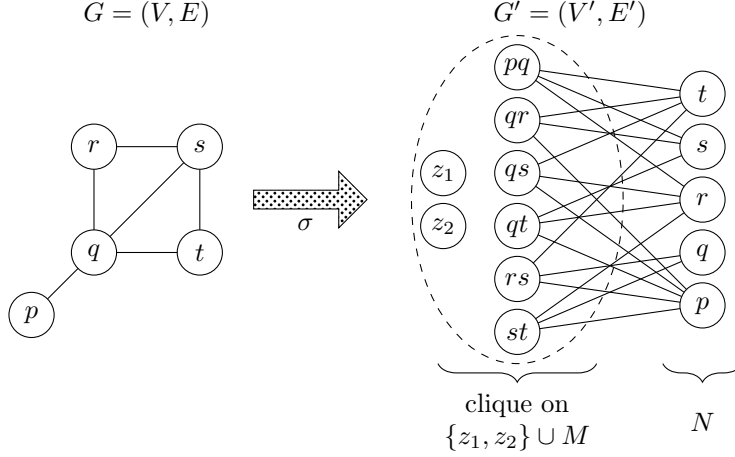 G = (V, E)
G′ = (V′, E′)
r
s
q
t
p
σ
z₁
z₂
pq
qr
qs
qt
rs
st
t
s
r
q
p
clique on
{z₁, z₂} ∪ M
N